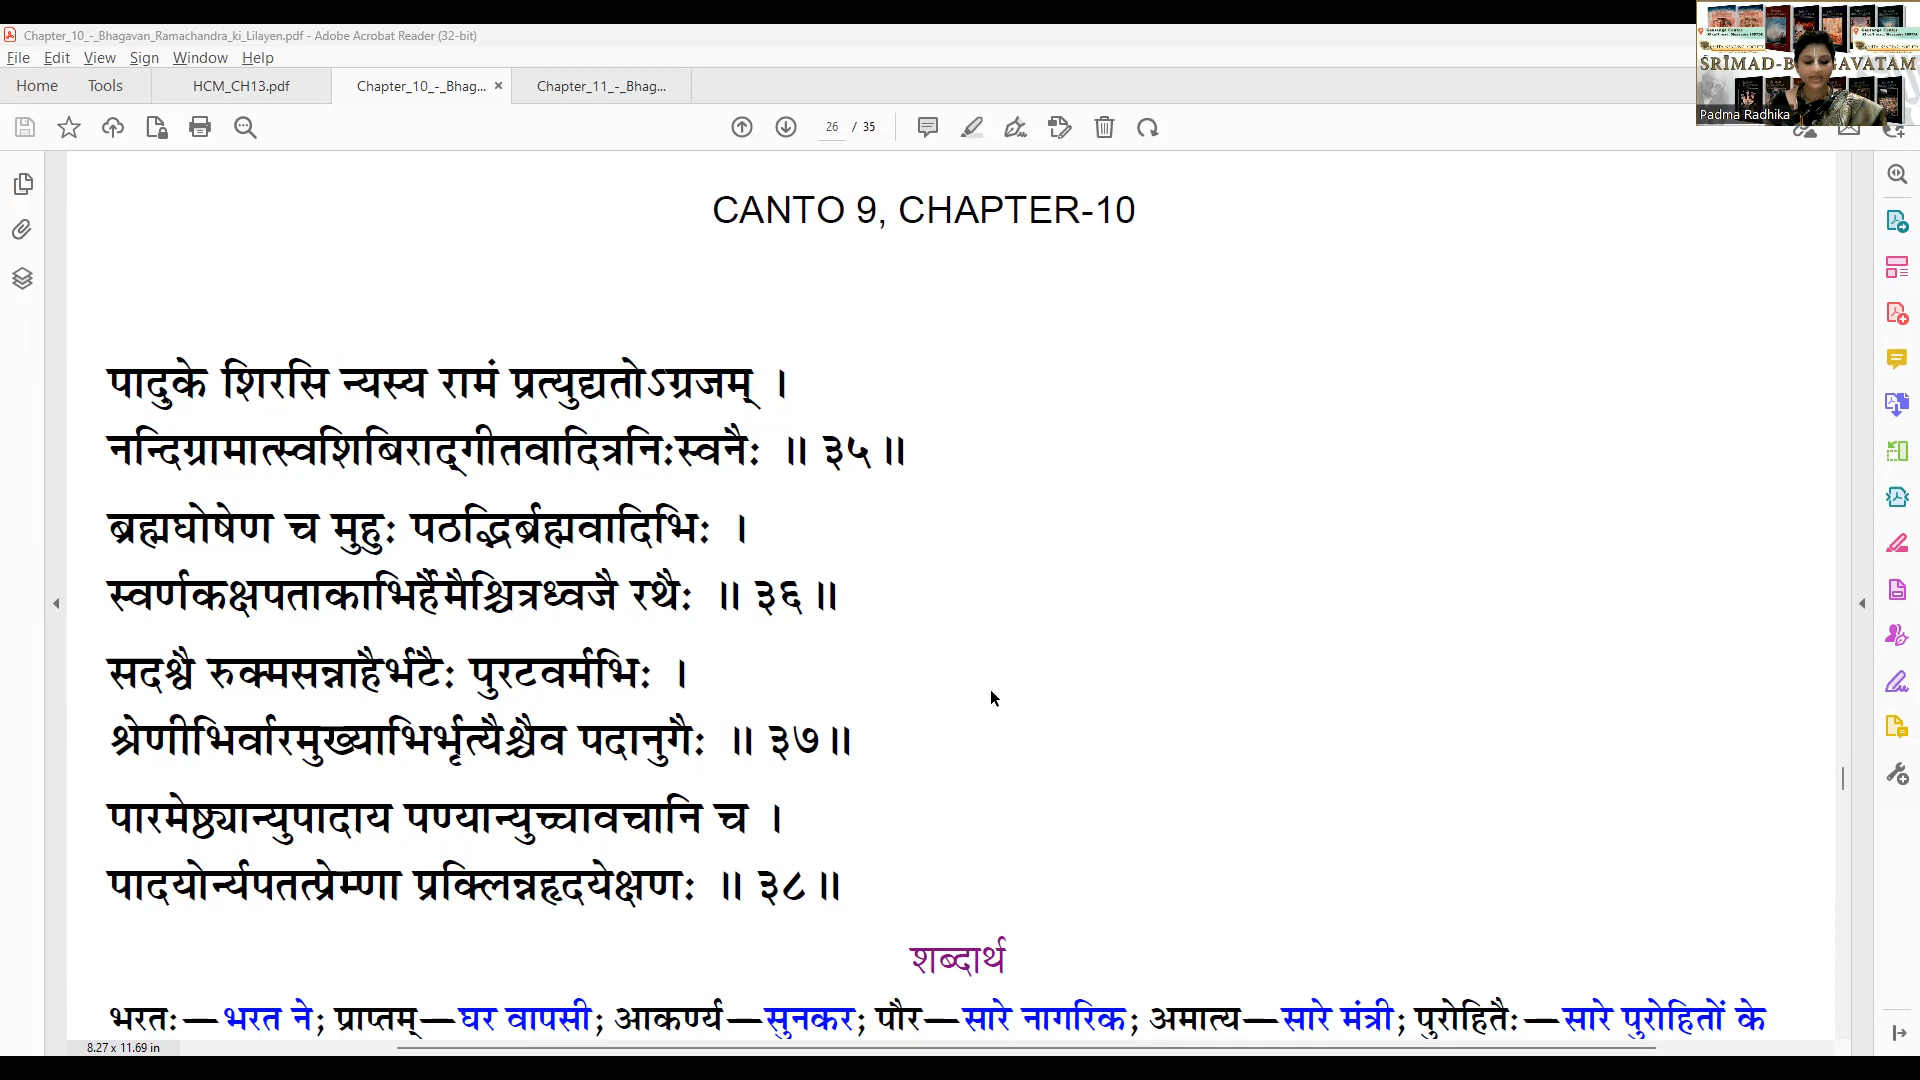 Chapter_10_-_Bhagavan_Ramachandra_ki_Lilayen.pdf - Adobe Acrobat Reader (32-bit)
File Edit View Sign Window Help
Home Tools HCM_CH13.pdf Chapter_10_-_Bhag... × Chapter_11_-_Bhag...
26 / 35
ŚRĪMAD-B GAVATAM
Padma Radhika
CANTO 9, CHAPTER-10
पादुके शिरसि न्यस्य रामं प्रत्युद्यतोऽग्रजम् ।
नन्दिग्रामात्स्वशिबिराद्गीतवादित्रनिःस्वनैः ॥ ३५॥
ब्रह्मघोषेण च मुहुः पठद्भिर्ब्रह्मवादिभिः ।
स्वर्णकक्षपताकाभिर्हैमैश्चित्रध्वजै रथैः ॥ ३६॥
सदश्वै रुक्मसन्नाहैर्भटैः पुरटवर्मभिः ।
श्रेणीभिर्वारमुख्याभिर्भृत्यैश्चैव पदानुगैः ॥ ३७॥
पारमेष्ठ्यान्युपादाय पण्यान्युच्चावचानि च ।
पादयोर्न्यपतत्प्रेम्णा प्रक्लिन्नहृदयेक्षणः ॥ ३८॥
शब्दार्थ
भरतः—भरत ने; प्राप्तम्—घर वापसी; आकर्ण्य—सुनकर; पौर—सारे नागरिक; अमात्य—सारे मंत्री; पुरोहितैः—सारे पुरोहितों के
8.27 x 11.69 in